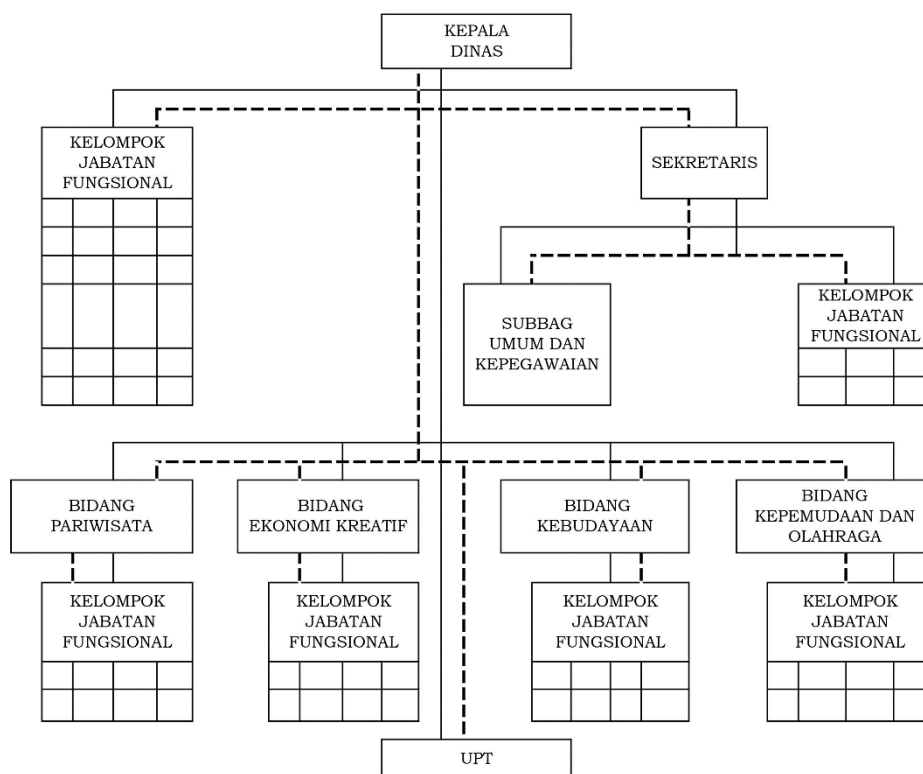 KEPALA
DINAS
KELOMPOK
JABATAN
FUNGSIONAL
SEKRETARIS
SUBBAG
UMUM DAN
KEPEGAWAIAN
KELOMPOK
JABATAN
FUNGSIONAL
BIDANG
PARIWISATA
BIDANG
EKONOMI KREATIF
BIDANG
KEBUDAYAAN
BIDANG
KEPEMUDAAN DAN
OLAHRAGA
KELOMPOK
JABATAN
FUNGSIONAL
KELOMPOK
JABATAN
FUNGSIONAL
KELOMPOK
JABATAN
FUNGSIONAL
KELOMPOK
JABATAN
FUNGSIONAL
UPT